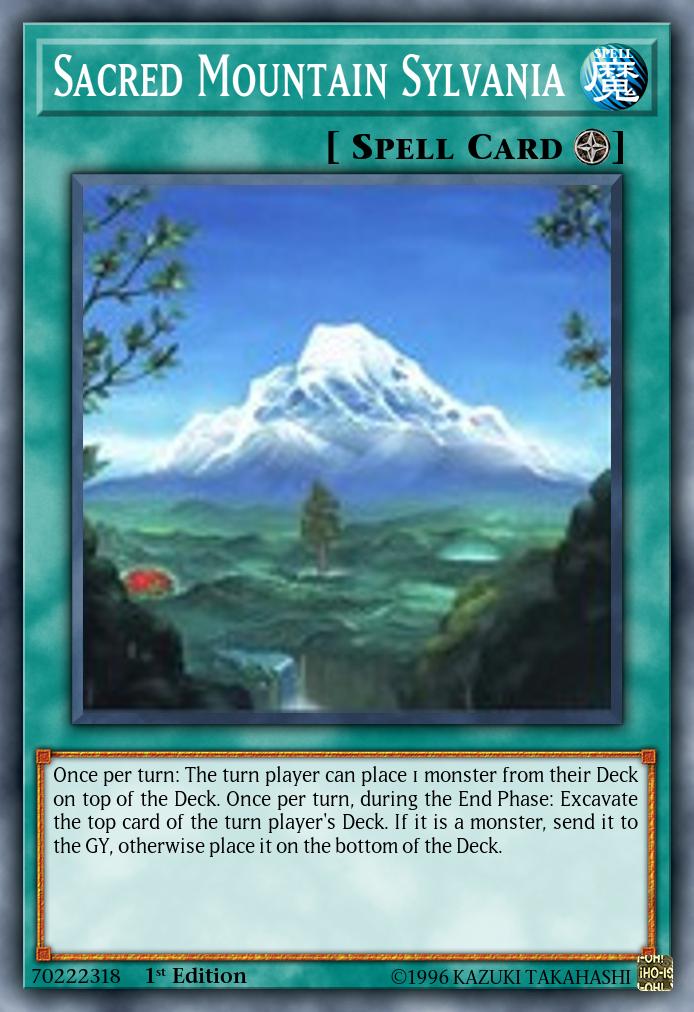 Sacred Mountain Sylvania
SPELL
魔
[ Spell Card ]
Once per turn: The turn player can place 1 monster from their Deck
on top of the Deck. Once per turn, during the End Phase: Excavate
the top card of the turn player's Deck. If it is a monster, send it to
the GY, otherwise place it on the bottom of the Deck.
70222318 1st Edition ©1996 KAZUKI TAKAHASHI